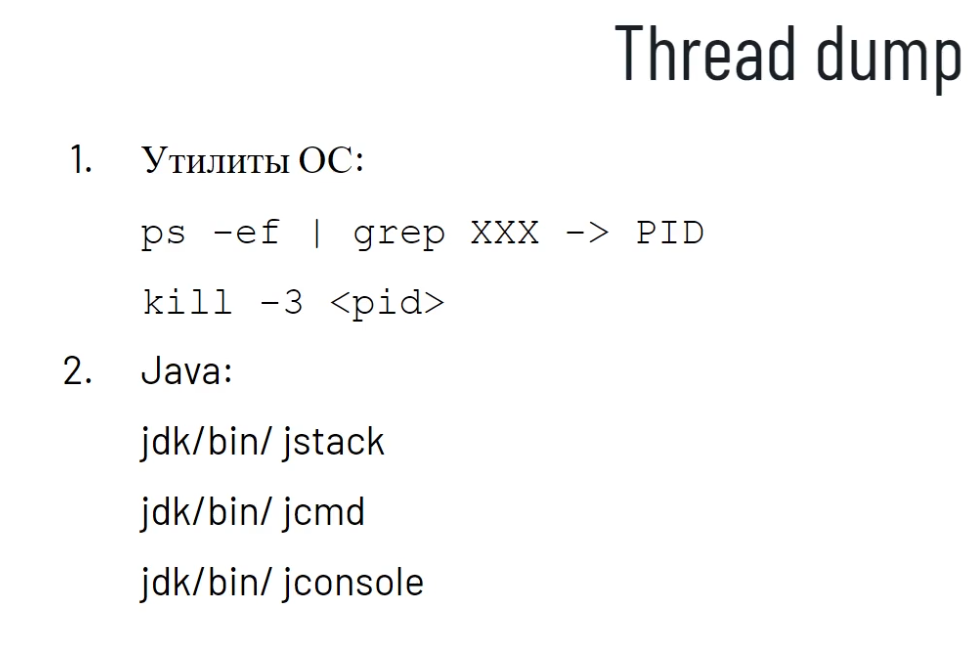 Thread dump
1. Утилиты ОС:
ps -ef | grep XXX -> PID
kill -3 <pid>
2. Java:
jdk/bin/ jstack
jdk/bin/ jcmd
jdk/bin/ jconsole